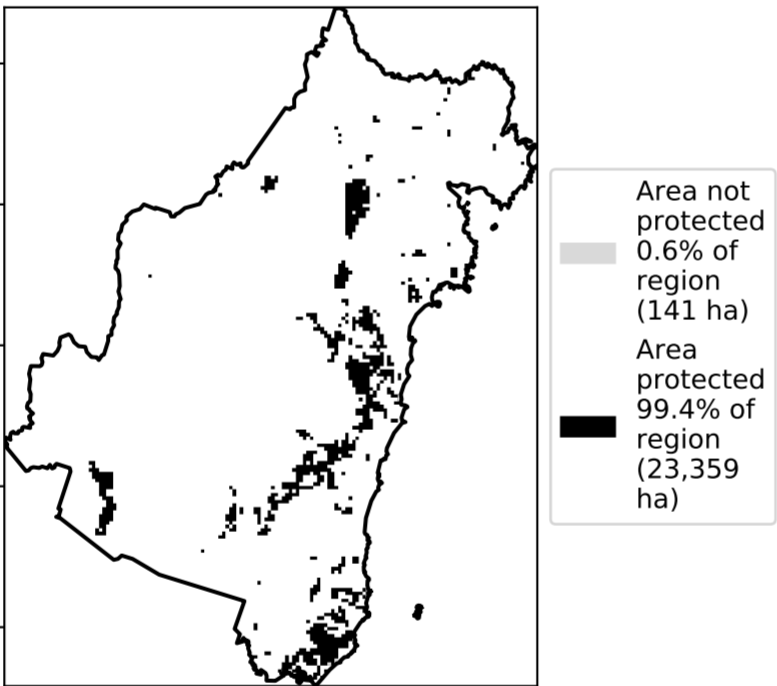 Area not
protected
0.6% of
region
(141 ha)
Area
protected
99.4% of
region
(23,359
ha)